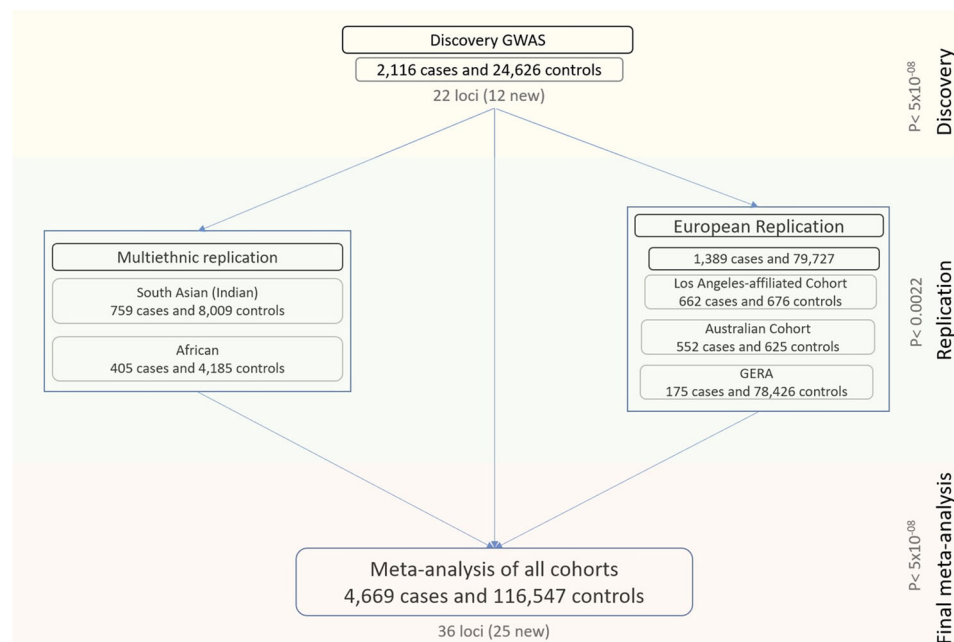 Discovery GWAS
2,116 cases and 24,626 controls
22 loci (12 new)
P< 5x10-08
Discovery
Multiethnic replication
South Asian (Indian)
759 cases and 8,009 controls
African
405 cases and 4,185 controls
European Replication
1,389 cases and 79,727
Los Angeles-affiliated Cohort
662 cases and 676 controls
Australian Cohort
552 cases and 625 controls
GERA
175 cases and 78,426 controls
P< 0.0022
Replication
Meta-analysis of all cohorts
4,669 cases and 116,547 controls
36 loci (25 new)
P< 5x10-08
Final meta-analysis